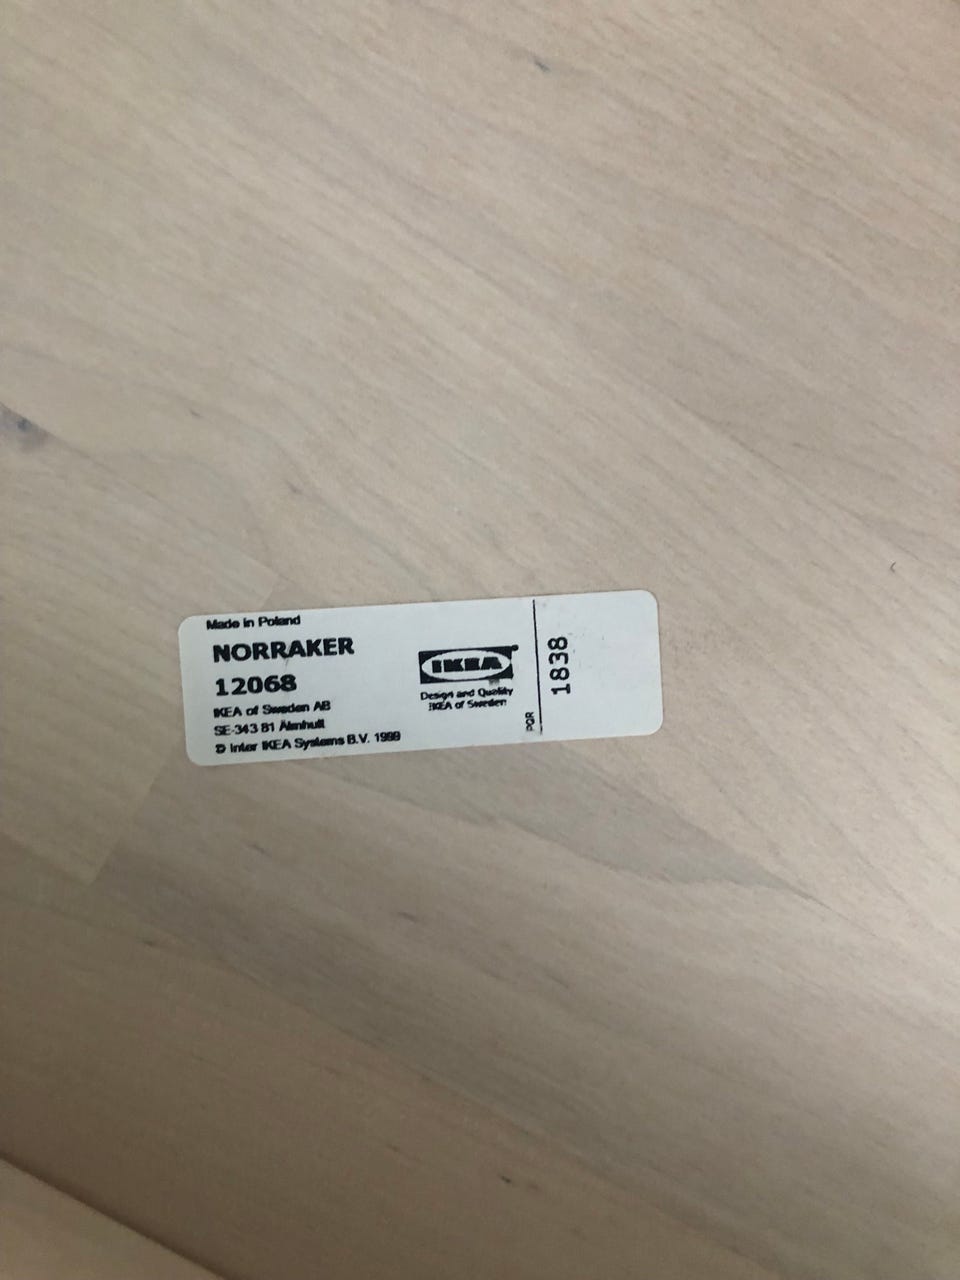 Made in Poland
NORRAKER
12068
IKEA of Sweden AB
SE-343 81 Älmhult
© Inter IKEA Systems B.V. 1999
IKEA®
Design and Quality
IKEA of Sweden
PQR
1838